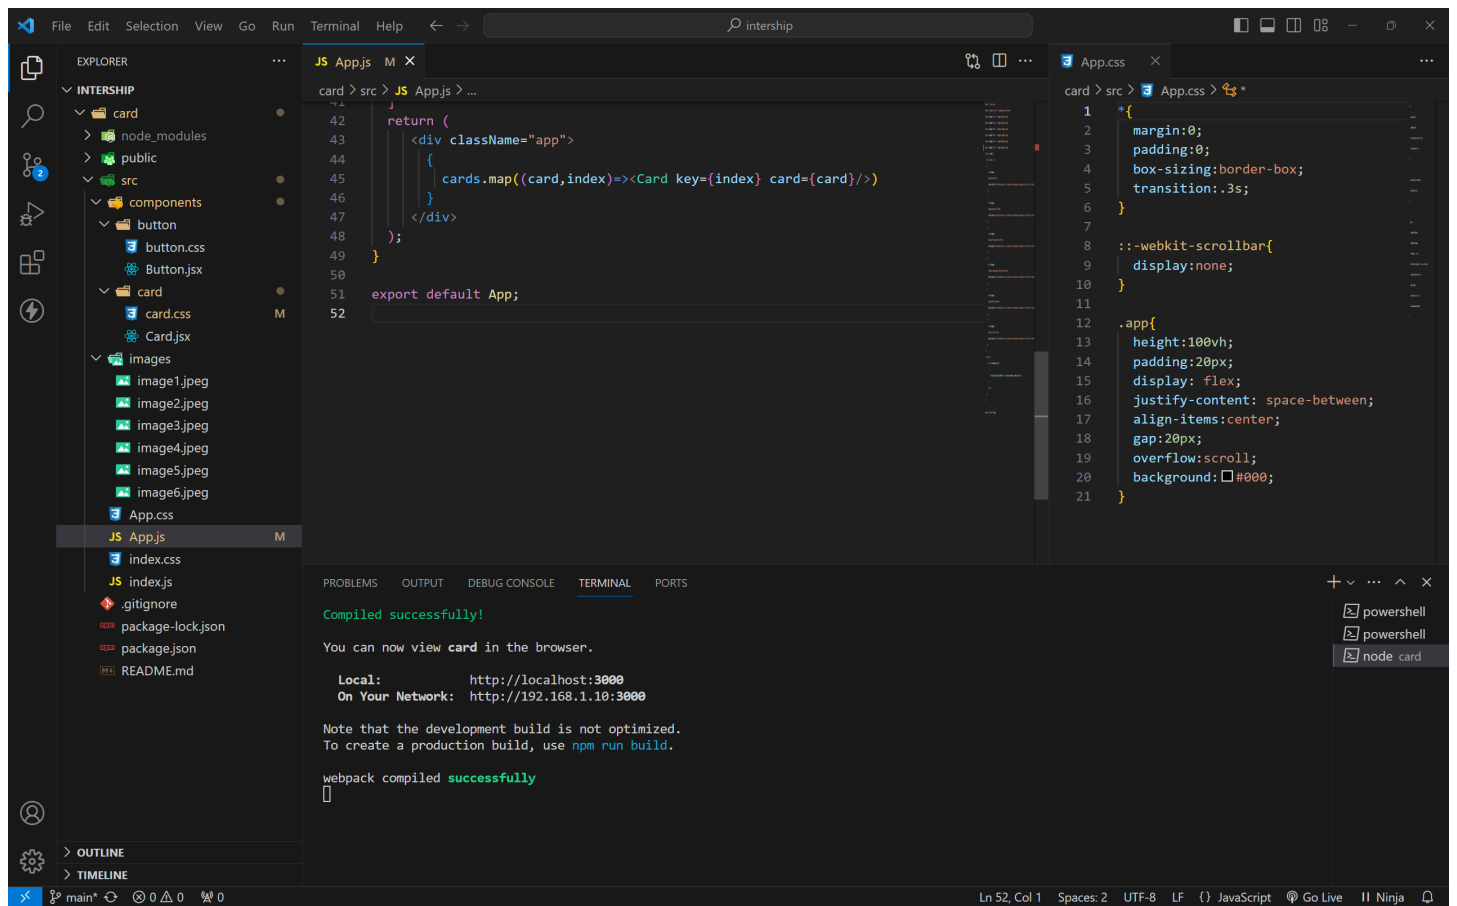 File Edit Selection View Go Run Terminal Help intership
EXPLORER
INTERSHIP
card
node_modules
public
src
components
button
button.css
Button.jsx
card
card.css M
Card.jsx
images
image1.jpeg
image2.jpeg
image3.jpeg
image4.jpeg
image5.jpeg
image6.jpeg
App.css
JS App.js M
index.css
JS index.js
.gitignore
package-lock.json
package.json
README.md
OUTLINE
TIMELINE
JS App.js M
card > src > JS App.js > ...
41 ]
42 return (
43 <div className="app">
44 {
45 cards.map((card,index)=><Card key={index} card={card}/>)
46 }
47 </div>
48 );
49 }
50
51 export default App;
52
App.css
card > src > App.css > *
1 *{
2 margin:0;
3 padding:0;
4 box-sizing:border-box;
5 transition:.3s;
6 }
7
8 ::-webkit-scrollbar{
9 display:none;
10 }
11
12 .app{
13 height:100vh;
14 padding:20px;
15 display: flex;
16 justify-content: space-between;
17 align-items:center;
18 gap:20px;
19 overflow:scroll;
20 background:#000;
21 }
PROBLEMS OUTPUT DEBUG CONSOLE TERMINAL PORTS
Compiled successfully!
You can now view card in the browser.
Local: http://localhost:3000
On Your Network: http://192.168.1.10:3000
Note that the development build is not optimized.
To create a production build, use npm run build.
webpack compiled successfully
powershell
powershell
node card
2
main* 0 0 0 Ln 52, Col 1 Spaces: 2 UTF-8 LF {} JavaScript Go Live Ninja